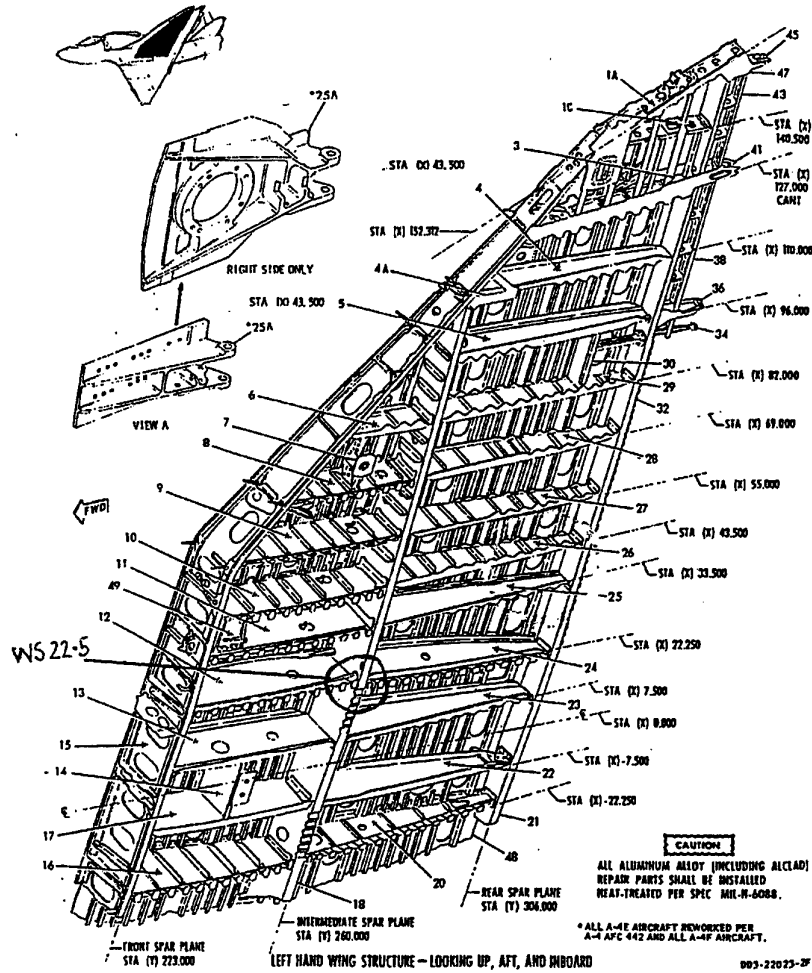 *25A
STA (X) 43.500
RIGHT SIDE ONLY
STA (X) 43.500
*25A
VIEW A
FWD
STA (X) 152.312
1A
1C
3
4
4A
5
6
7
8
9
10
11
49
12
WS 22-5
13
15
14
17
16
45
47
43
STA (X)
140.500
41
STA (X)
127.000
CANT
STA (X) 110.000
38
36
STA (X) 96.000
34
30
29
STA (X) 82.000
32
STA (X) 69.000
28
STA (X) 55.000
27
STA (X) 43.500
26
STA (X) 33.500
25
STA (X) 22.250
24
STA (X) 7.500
23
STA (X) 0.000
22
STA (X)-7.500
STA (X)-22.250
21
48
20
18
REAR SPAR PLANE
STA (Y) 306.000
INTERMEDIATE SPAR PLANE
STA (Y) 260.000
FRONT SPAR PLANE
STA (Y) 223.000
CAUTION
ALL ALUMINUM ALLOY (INCLUDING ALCLAD)
REPAIR PARTS SHALL BE INSTALLED
HEAT-TREATED PER SPEC MIL-H-6088.
* ALL A-4E AIRCRAFT REWORKED PER
A-4 AFC 442 AND ALL A-4F AIRCRAFT.
LEFT HAND WING STRUCTURE – LOOKING UP, AFT, AND INBOARD